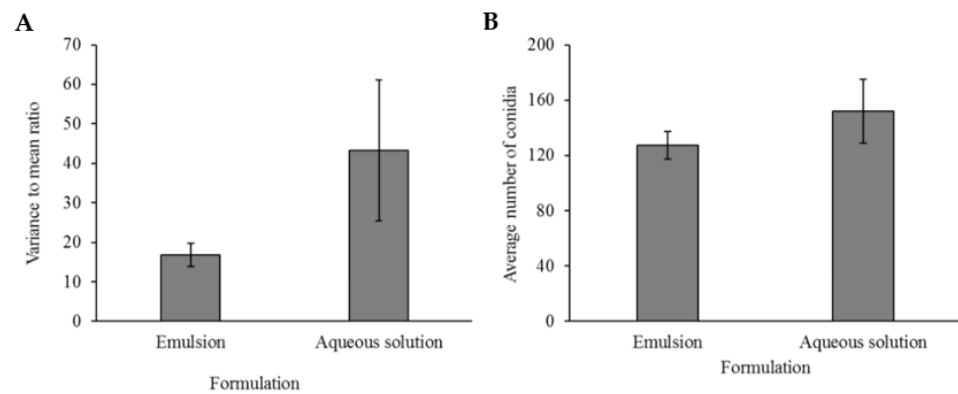 A
Variance to mean ratio
70
60
50
40
30
20
10
0
Emulsion
Aqueous solution
Formulation
B
Average number of conidia
200
160
120
80
40
0
Emulsion
Aqueous solution
Formulation